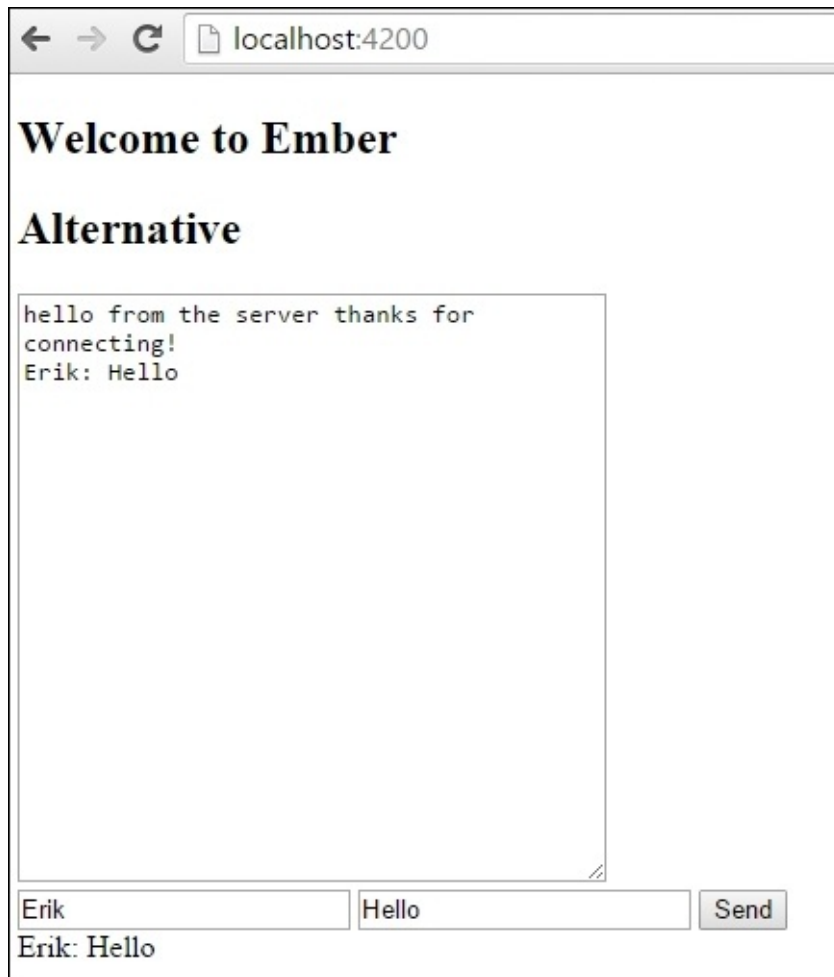 localhost:4200
Welcome to Ember
Alternative
hello from the server thanks for
connecting!
Erik: Hello
Erik Hello Send
Erik: Hello